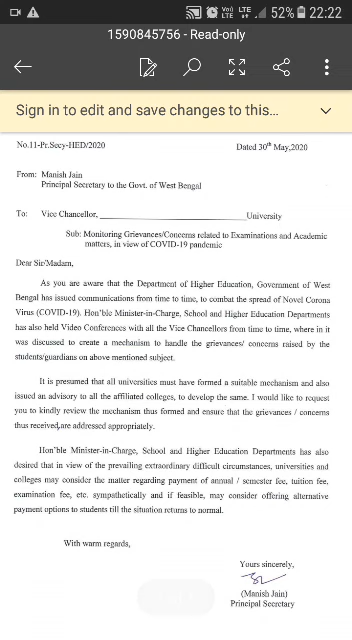 52% 22:22
1590845756 - Read-only
Sign in to edit and save changes to this...
No.11-Pr.Secy-HED/2020
Dated 30th May,2020
From: Manish Jain
Principal Secretary to the Govt. of West Bengal
To: Vice Chancellor, ______________________________University
Sub: Monitoring Grievances/Concerns related to Examinations and Academic
matters, in view of COVID-19 pandemic
Dear Sir/Madam,
As you are aware that the Department of Higher Education, Government of West
Bengal has issued communications from time to time, to combat the spread of Novel Corona
Virus (COVID-19). Hon'ble Minister-in-Charge, School and Higher Education Departments
has also held Video Conferences with all the Vice Chancellors from time to time, where in it
was discussed to create a mechanism to handle the grievances/ concerns raised by the
students/guardians on above mentioned subject.
It is presumed that all universities must have formed a suitable mechanism and also
issued an advisory to all the affiliated colleges, to develop the same. I would like to request
you to kindly review the mechanism thus formed and ensure that the grievances / concerns
thus received,are addressed appropriately.
Hon'ble Minister-in-Charge, School and Higher Education Departments has also
desired that in view of the prevailing extraordinary difficult circumstances, universities and
colleges may consider the matter regarding payment of annual / semester fee, tuition fee,
examination fee, etc. sympathetically and if feasible, may consider offering alternative
payment options to students till the situation returns to normal.
With warm regards,
Yours sincerely,
(Manish Jain)
Principal Secretary